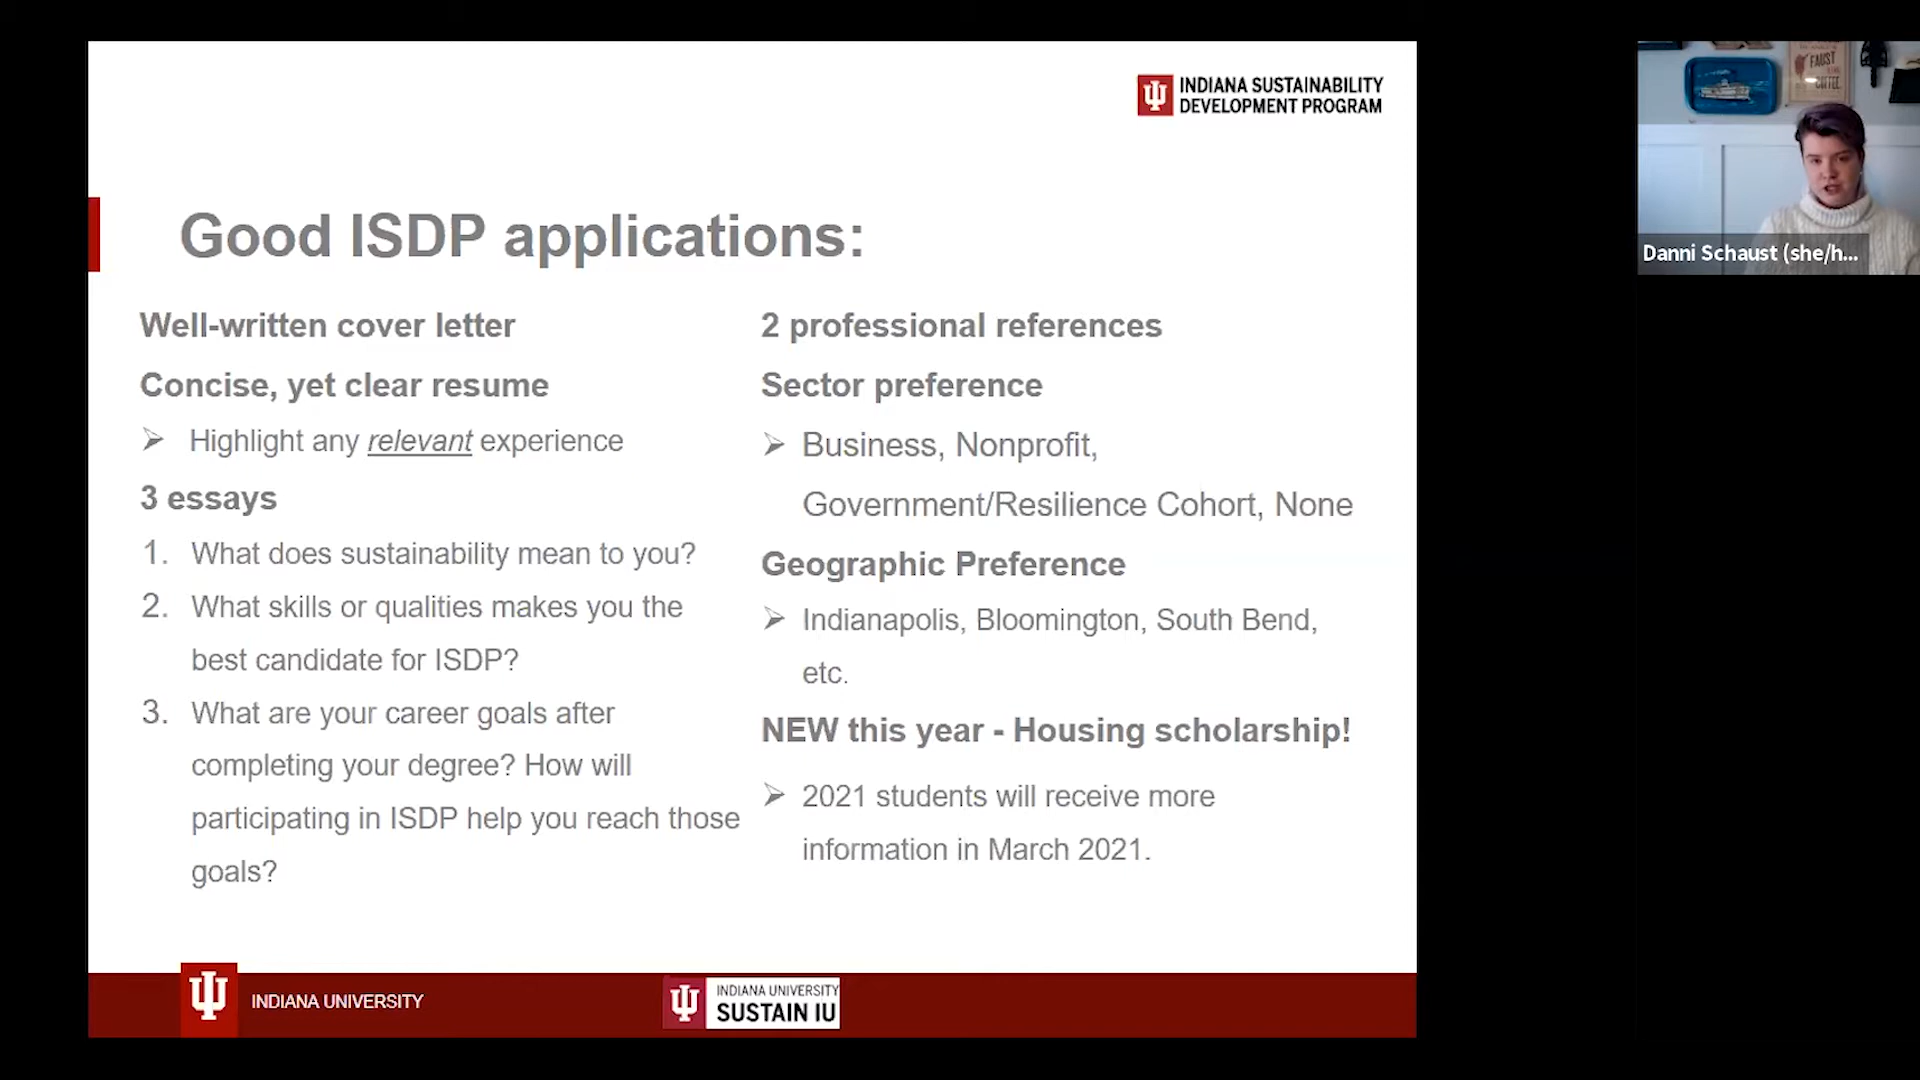 INDIANA SUSTAINABILITY
DEVELOPMENT PROGRAM
Good ISDP applications:
Well-written cover letter
Concise, yet clear resume
➢ Highlight any relevant experience
3 essays
1. What does sustainability mean to you?
2. What skills or qualities makes you the
best candidate for ISDP?
3. What are your career goals after
completing your degree? How will
participating in ISDP help you reach those
goals?
2 professional references
Sector preference
➢ Business, Nonprofit,
Government/Resilience Cohort, None
Geographic Preference
➢ Indianapolis, Bloomington, South Bend,
etc.
NEW this year - Housing scholarship!
➢ 2021 students will receive more
information in March 2021.
INDIANA UNIVERSITY
INDIANA UNIVERSITY
SUSTAIN IU
FAUST
COFFEE
Danni Schaust (she/h...